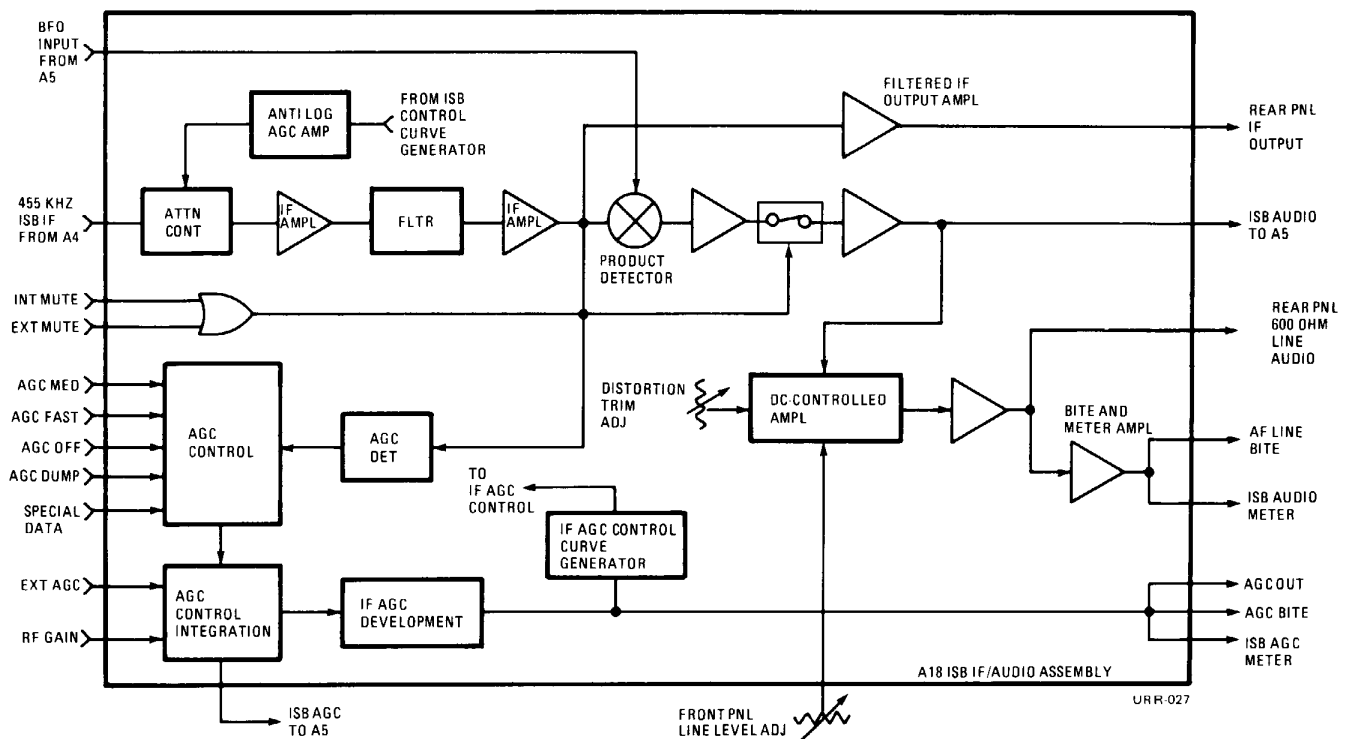 BFO
INPUT
FROM
A5
ANTI LOG
AGC AMP
FROM ISB
CONTROL
CURVE
GENERATOR
FILTERED IF
OUTPUT AMPL
REAR PNL
IF
OUTPUT
455 KHZ
ISB IF
FROM A4
ATTN
CONT
IF
AMPL
FLTR
IF
AMPL
PRODUCT
DETECTOR
ISB AUDIO
TO A5
INT MUTE
EXT MUTE
REAR PNL
600 OHM
LINE
AUDIO
AGC MED
AGC FAST
AGC OFF
AGC DUMP
SPECIAL
DATA
AGC
CONTROL
AGC
DET
DISTORTION
TRIM
ADJ
DC-CONTROLLED
AMPL
BITE AND
METER AMPL
AF LINE
BITE
ISB AUDIO
METER
TO
IF AGC
CONTROL
IF AGC CONTROL
CURVE
GENERATOR
EXT AGC
RF GAIN
AGC
CONTROL
INTEGRATION
IF AGC
DEVELOPMENT
AGC OUT
AGC BITE
ISB AGC
METER
A18 ISB IF/AUDIO ASSEMBLY
URR-027
ISB AGC
TO A5
FRONT PNL
LINE LEVEL ADJ